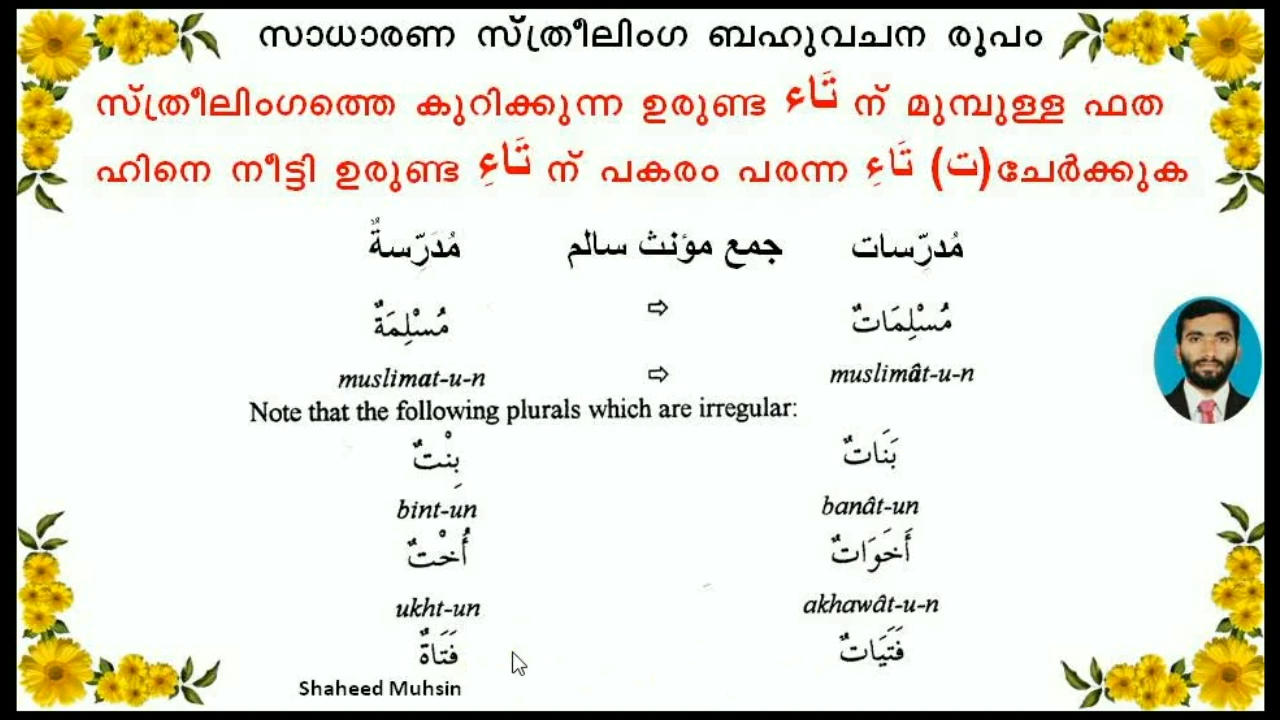 സാധാരണ സ്ത്രീലിംഗ ബഹുവചന രൂപം
സ്ത്രീലിംഗത്തെ കുറിക്കുന്ന ഉരുണ്ട تَاء ന് മുമ്പുള്ള ഫത
ഹിനെ നീട്ടി ഉരുണ്ട تَاءِ ന് പകരം പരന്ന تَاءِ (ت) ചേർക്കുക
مُدَرِّسةٌ جمع مؤنث سالم مُدرِّسات
مُسْلِمَةٌ ⇨ مُسْلِمَاتٌ
muslimat-u-n ⇨ muslimât-u-n
Note that the following plurals which are irregular:
بِنْتٌ بَنَاتٌ
bint-un banât-un
أُخْتٌ أَخَوَاتٌ
ukht-un akhawât-u-n
فَتَاةٌ فَتَيَاتٌ
Shaheed Muhsin